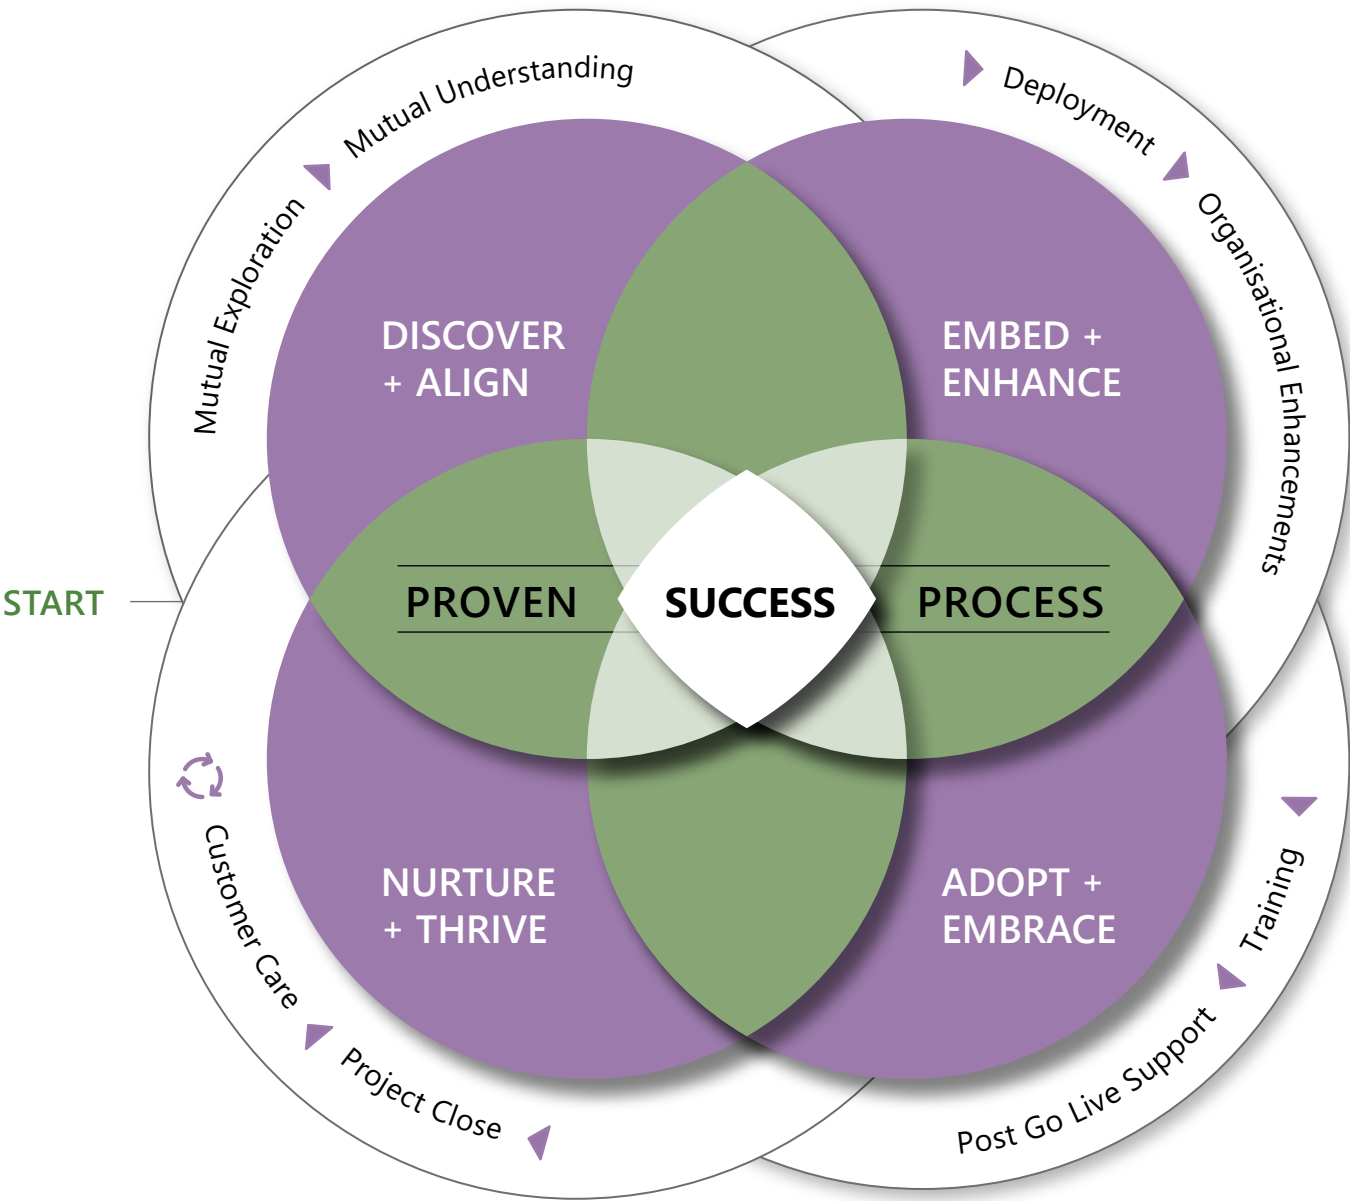 Mutual Understanding
Deployment
Mutual Exploration
Organisational Enhancements
DISCOVER
+ ALIGN
EMBED +
ENHANCE
START
PROVEN
SUCCESS
PROCESS
NURTURE
+ THRIVE
ADOPT +
EMBRACE
Training
Customer Care
Post Go Live Support
Project Close